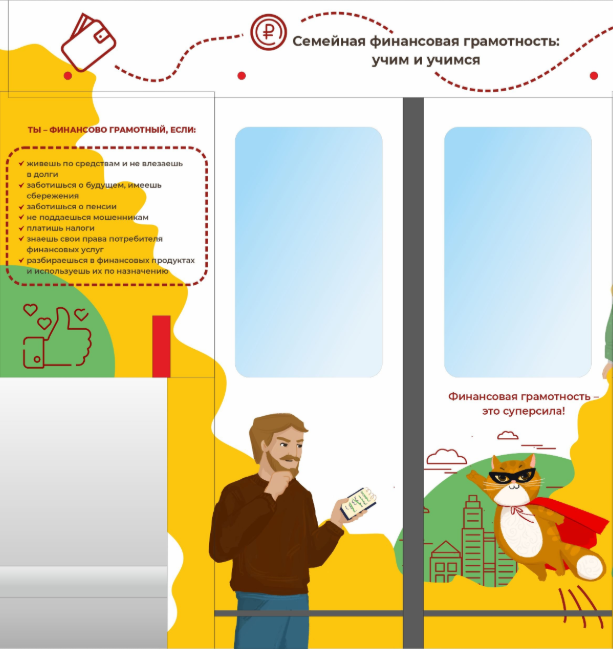 Семейная финансовая грамотность:
учим и учимся
ТЫ – ФИНАНСОВО ГРАМОТНЫЙ, ЕСЛИ:
живешь по средствам и не влезаешь
в долги
заботишься о будущем, имеешь
сбережения
заботишься о пенсии
не поддаешься мошенникам
платишь налоги
знаешь свои права потребителя
финансовых услуг
разбираешься в финансовых продуктах
и используешь их по назначению
Финансовая грамотность –
это суперсила!